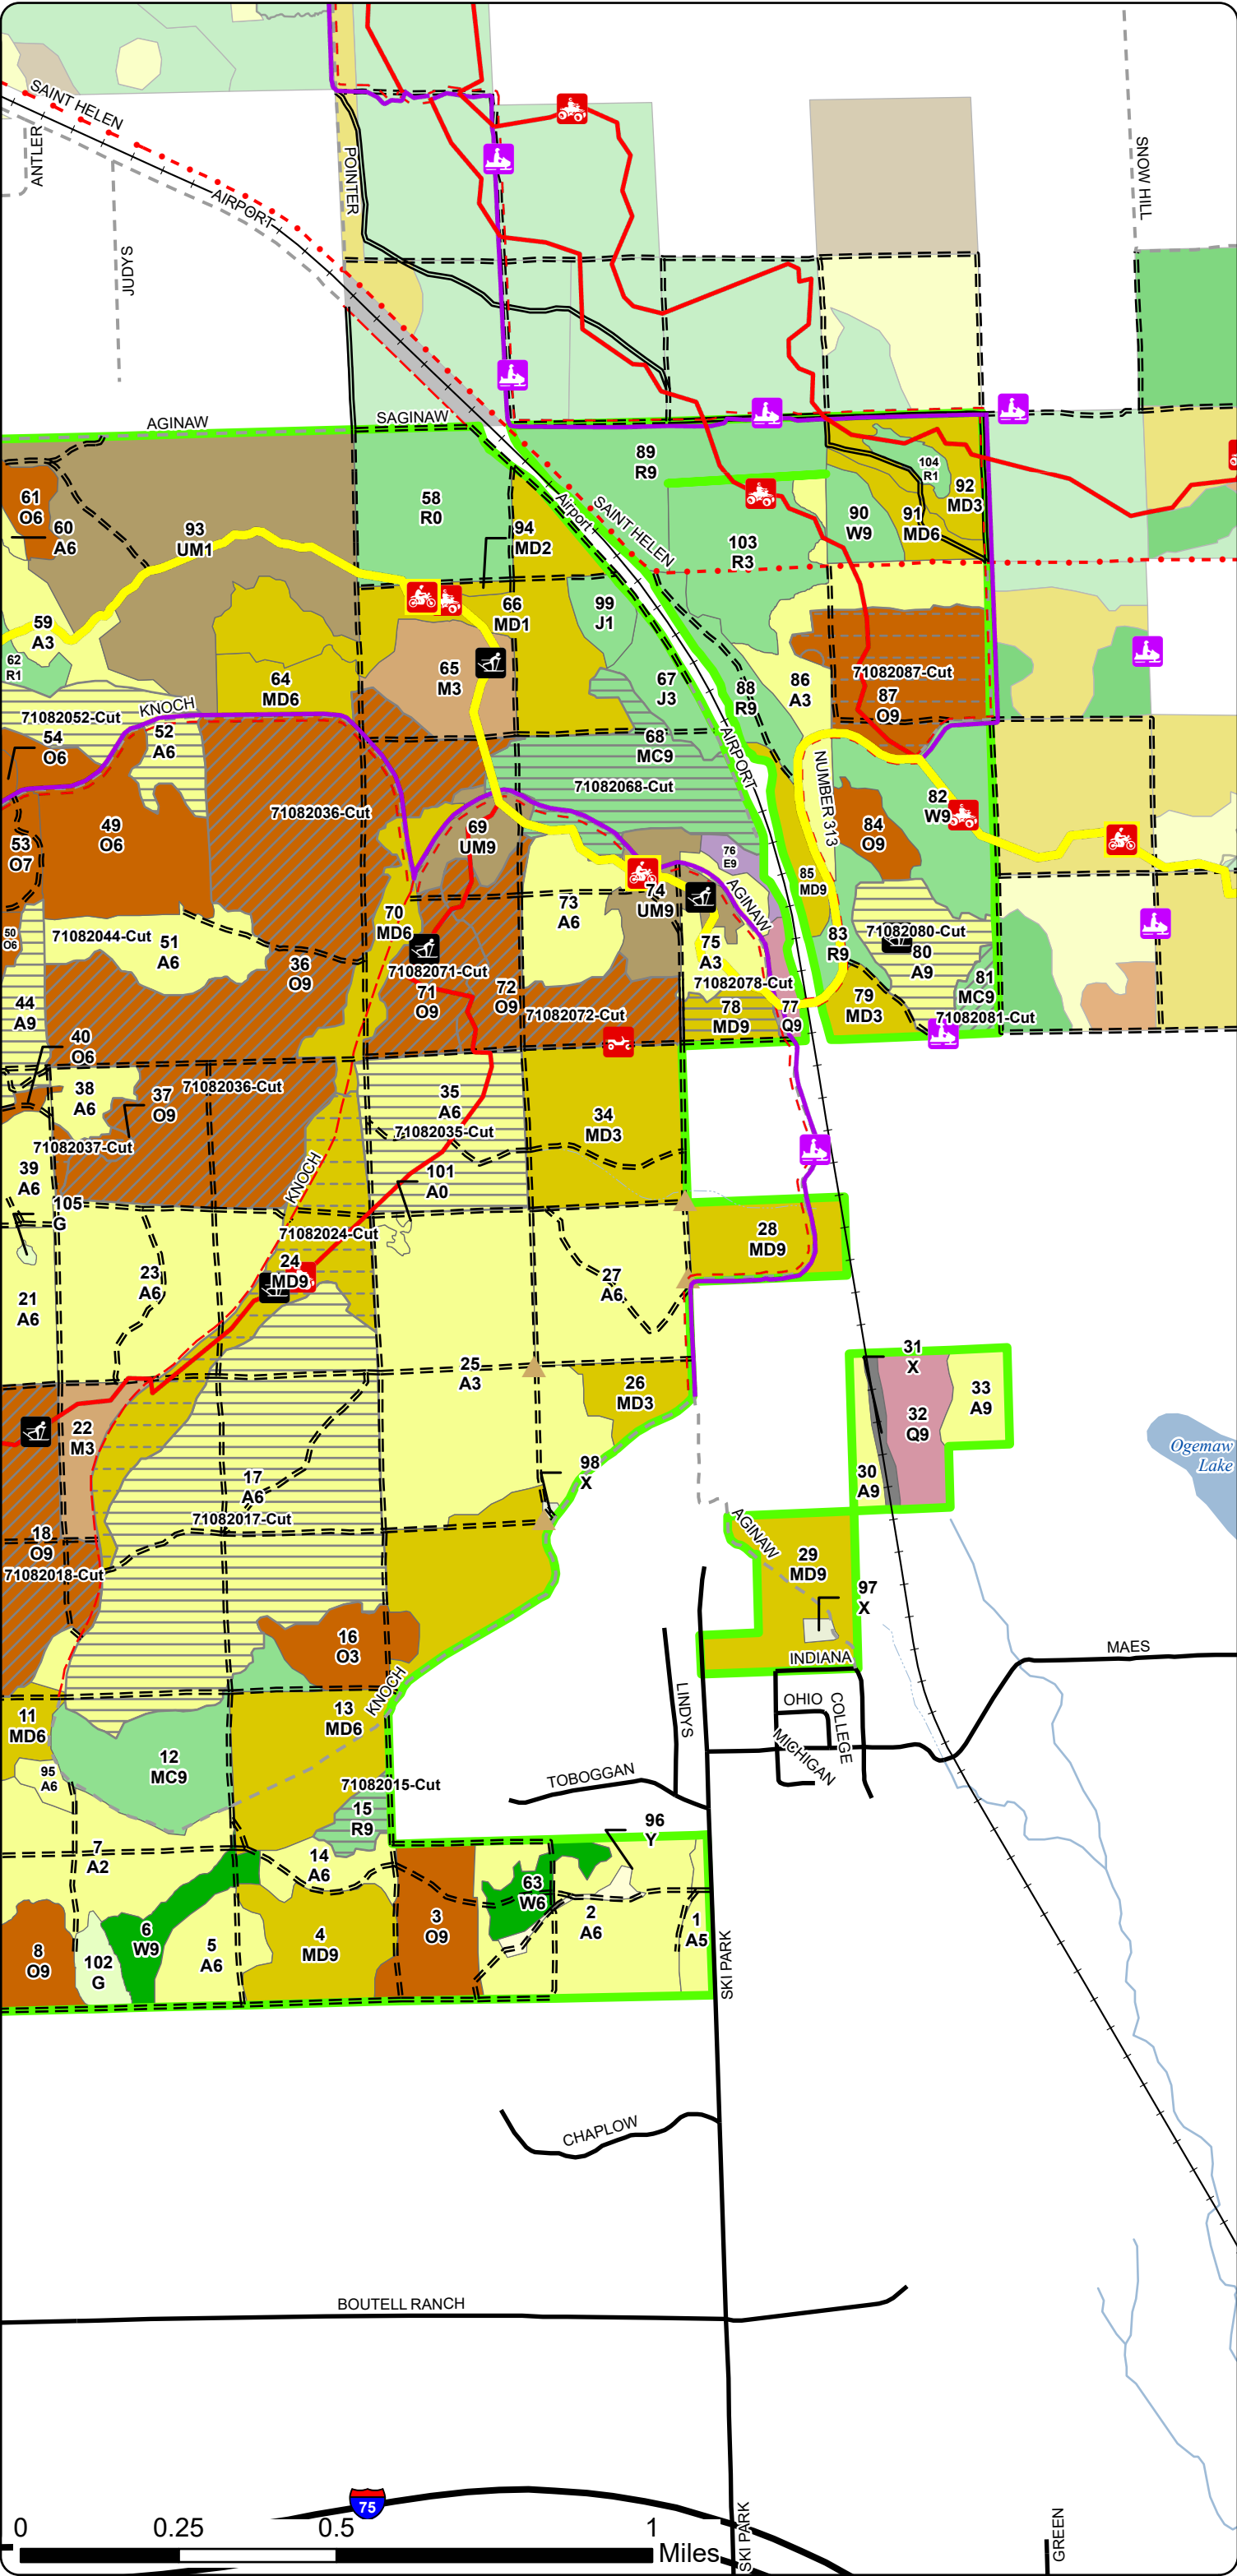 SAINT HELEN
ANTLER
JUDYS
AIRPORT
POINTER
SNOW HILL
AGINAW
SAGINAW
89
R9
104
R1
92
MD3
61
O6
60
A6
93
UM1
58
R0
94
MD2
Airport
SAINT HELEN
103
R3
90
W9
91
MD6
59
A3
62
R1
66
MD1
99
J1
64
MD6
65
M3
67
J3
88
R9
86
A3
71082087-Cut
87
O9
71082052-Cut
KNOCH
52
A6
54
O6
68
MC9
AIRPORT
71082068-Cut
71082036-Cut
NUMBER 313
82
W9
49
O6
53
O7
69
UM9
84
O9
76
E9
85
MD9
74
UM9
AGINAW
73
A6
70
MD6
50
O6
71082044-Cut
51
A6
75
A3
83
R9
71082080-Cut
80
A9
36
O9
71082071-Cut
71
O9
72
O9
71082072-Cut
71082078-Cut
78
MD9
77
Q9
79
MD3
81
MC9
71082081-Cut
44
A9
40
O6
38
A6
37
O9
71082036-Cut
35
A6
71082035-Cut
34
MD3
71082037-Cut
39
A6
KNOCH
101
A0
105
G
71082024-Cut
24
MD9
28
MD9
23
A6
27
A6
21
A6
25
A3
26
MD3
31
X
33
A9
32
Q9
30
A9
22
M3
98
X
17
A6
71082017-Cut
Ogemaw
Lake
18
O9
71082018-Cut
AGINAW
29
MD9
97
X
16
O3
INDIANA
MAES
KNOCH
LINDYS
OHIO
COLLEGE
MICHIGAN
11
MD6
13
MD6
12
MC9
95
A6
TOBOGGAN
71082015-Cut
15
R9
96
Y
7
A2
14
A6
63
W6
2
A6
1
A5
3
O9
4
MD9
5
A6
6
W9
102
G
8
O9
SKI PARK
CHAPLOW
BOUTELL RANCH
75
0 0.25 0.5 1
Miles
SKI PARK
GREEN